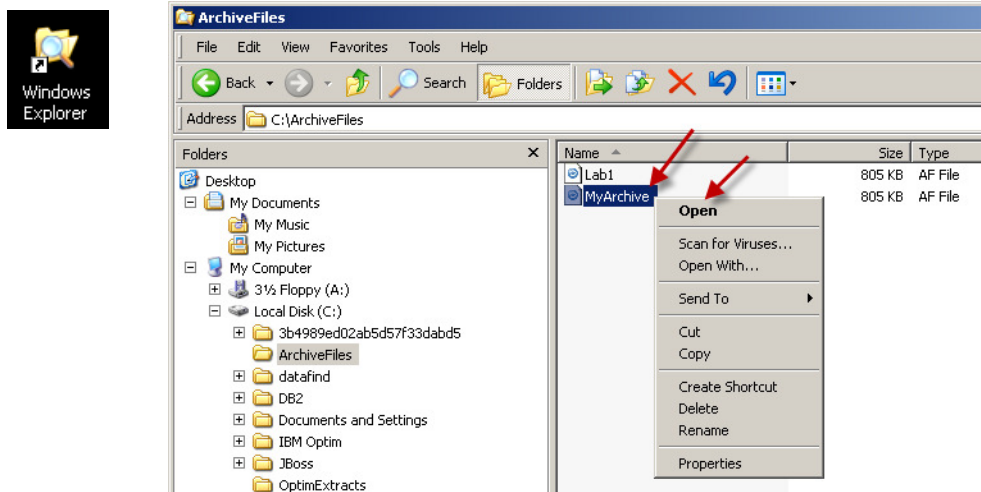 Windows
Explorer
ArchiveFiles
File Edit View Favorites Tools Help
Back Search Folders
Address C:\ArchiveFiles
Folders
Desktop
My Documents
My Music
My Pictures
My Computer
3½ Floppy (A:)
Local Disk (C:)
3b4989ed02ab5d57f33dabd5
ArchiveFiles
datafind
DB2
Documents and Settings
IBM Optim
JBoss
OptimExtracts
Name Size Type
Lab1 805 KB AF File
MyArchive 805 KB AF File
Open
Scan for Viruses...
Open With...
Send To
Cut
Copy
Create Shortcut
Delete
Rename
Properties